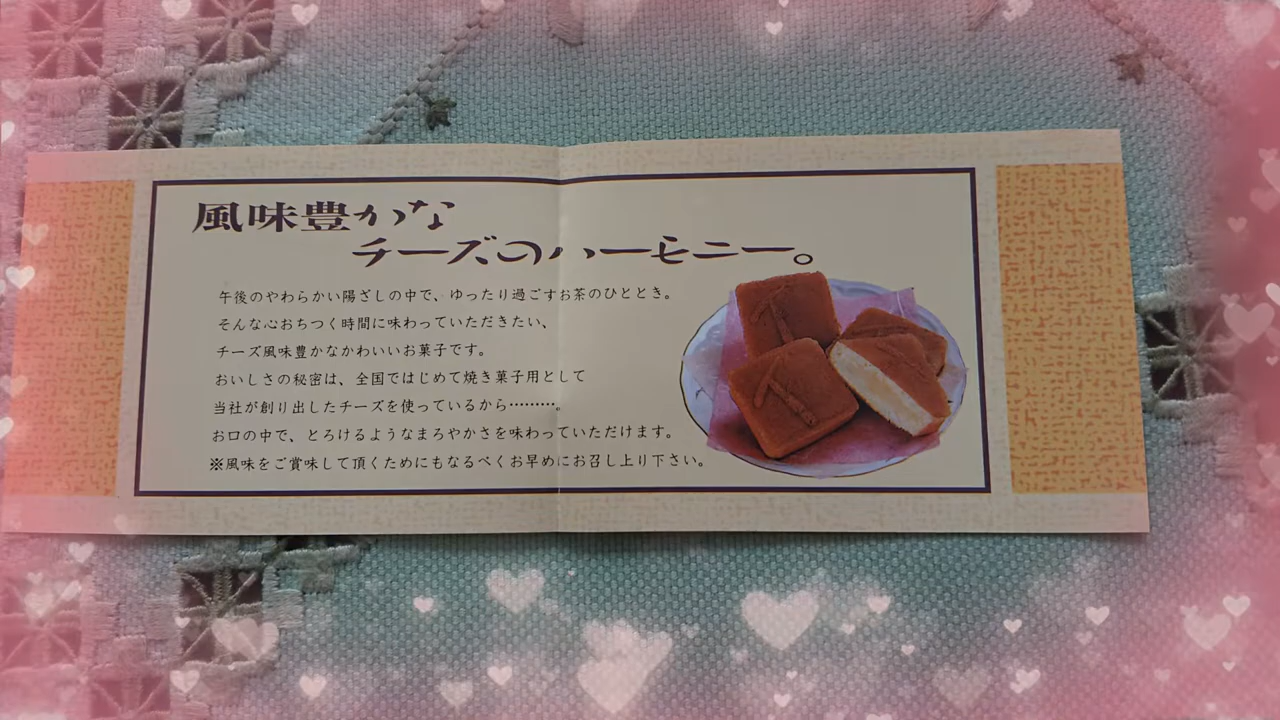 風味豊かな
チーズのハーモニー。
午後のやわらかい陽ざしの中で、ゆったり過ごすお茶のひととき。
そんな心おちつく時間に味わっていただきたい、
チーズ風味豊かなかわいいお菓子です。
おいしさの秘密は、全国ではじめて焼き菓子用として
当社が創り出したチーズを使っているから………。
お口の中で、とろけるようなまろやかさを味わっていただけます。
※風味をご賞味して頂くためにもなるべくお早めにお召し上り下さい。